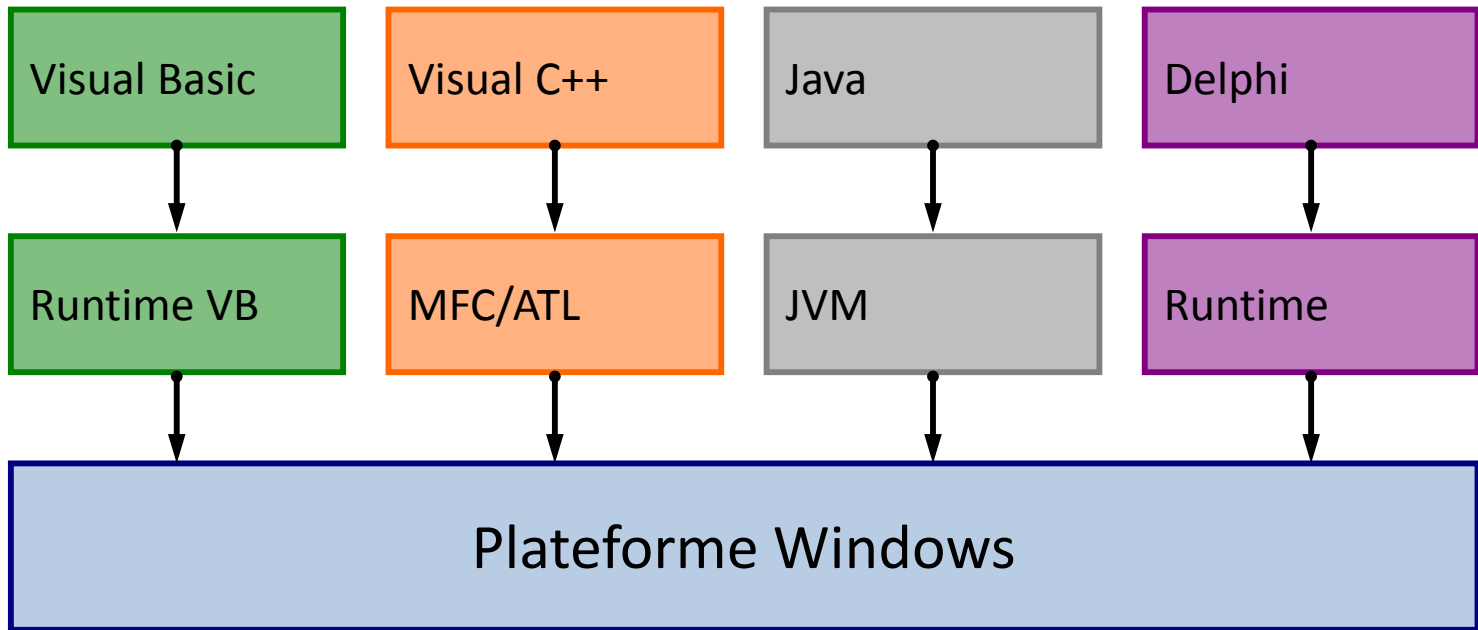 Visual Basic
Visual C++
Java
Delphi
Runtime VB
MFC/ATL
JVM
Runtime
Plateforme Windows